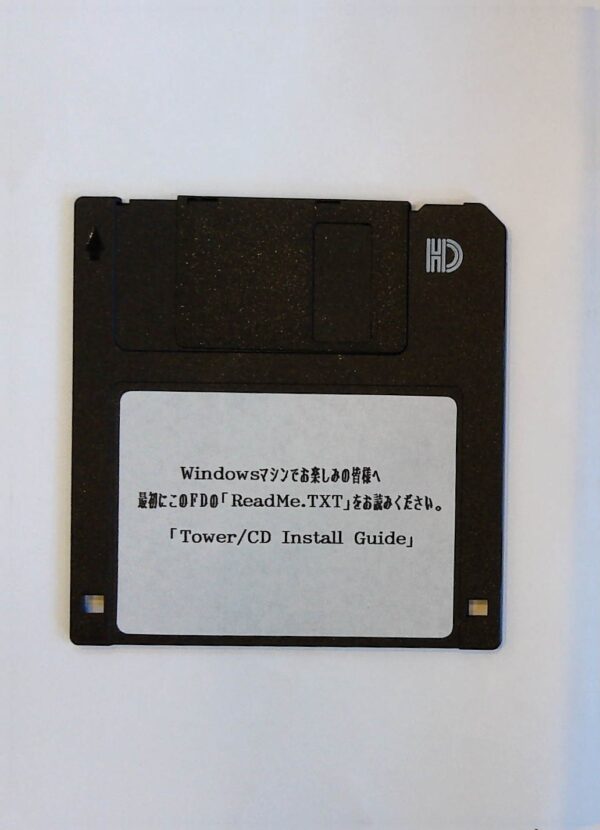 HD
Windowsマシンでお楽しみの皆様へ
最初にこのFDの「ReadMe.TXT」をお読みください。
「Tower/CD Install Guide」